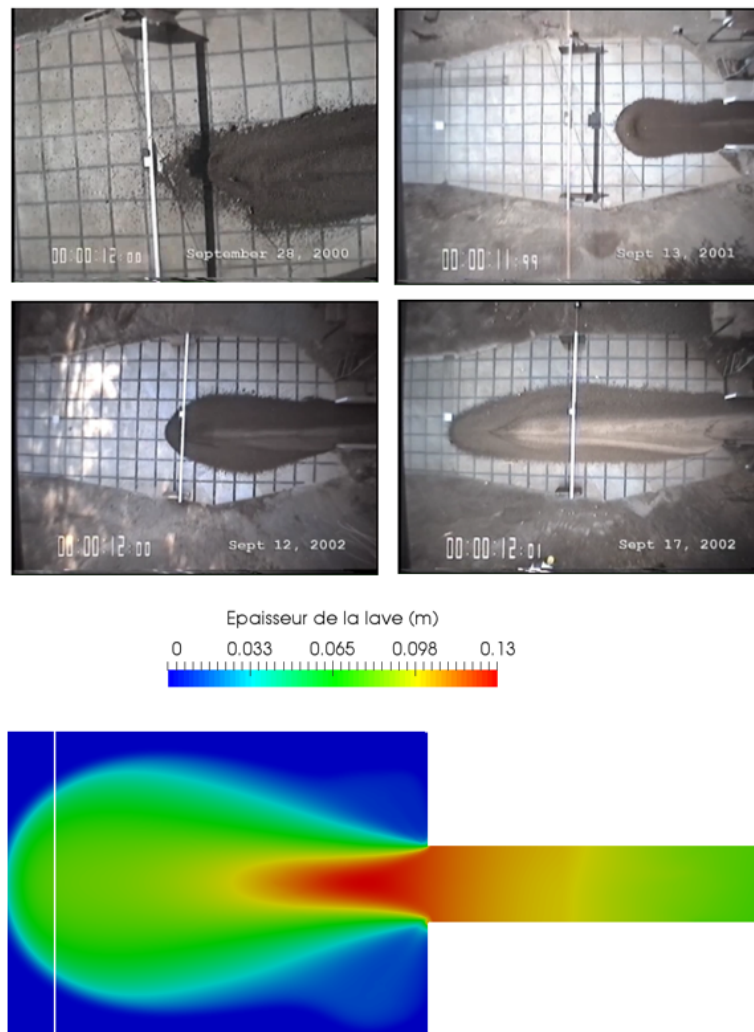 00:00:12:00 September 28, 2000
00:00:11:99 Sept 13, 2001
00:00:12:00 Sept 12, 2002
00:00:12:01 Sept 17, 2002
Epaisseur de la lave (m)
0 0.033 0.065 0.098 0.13